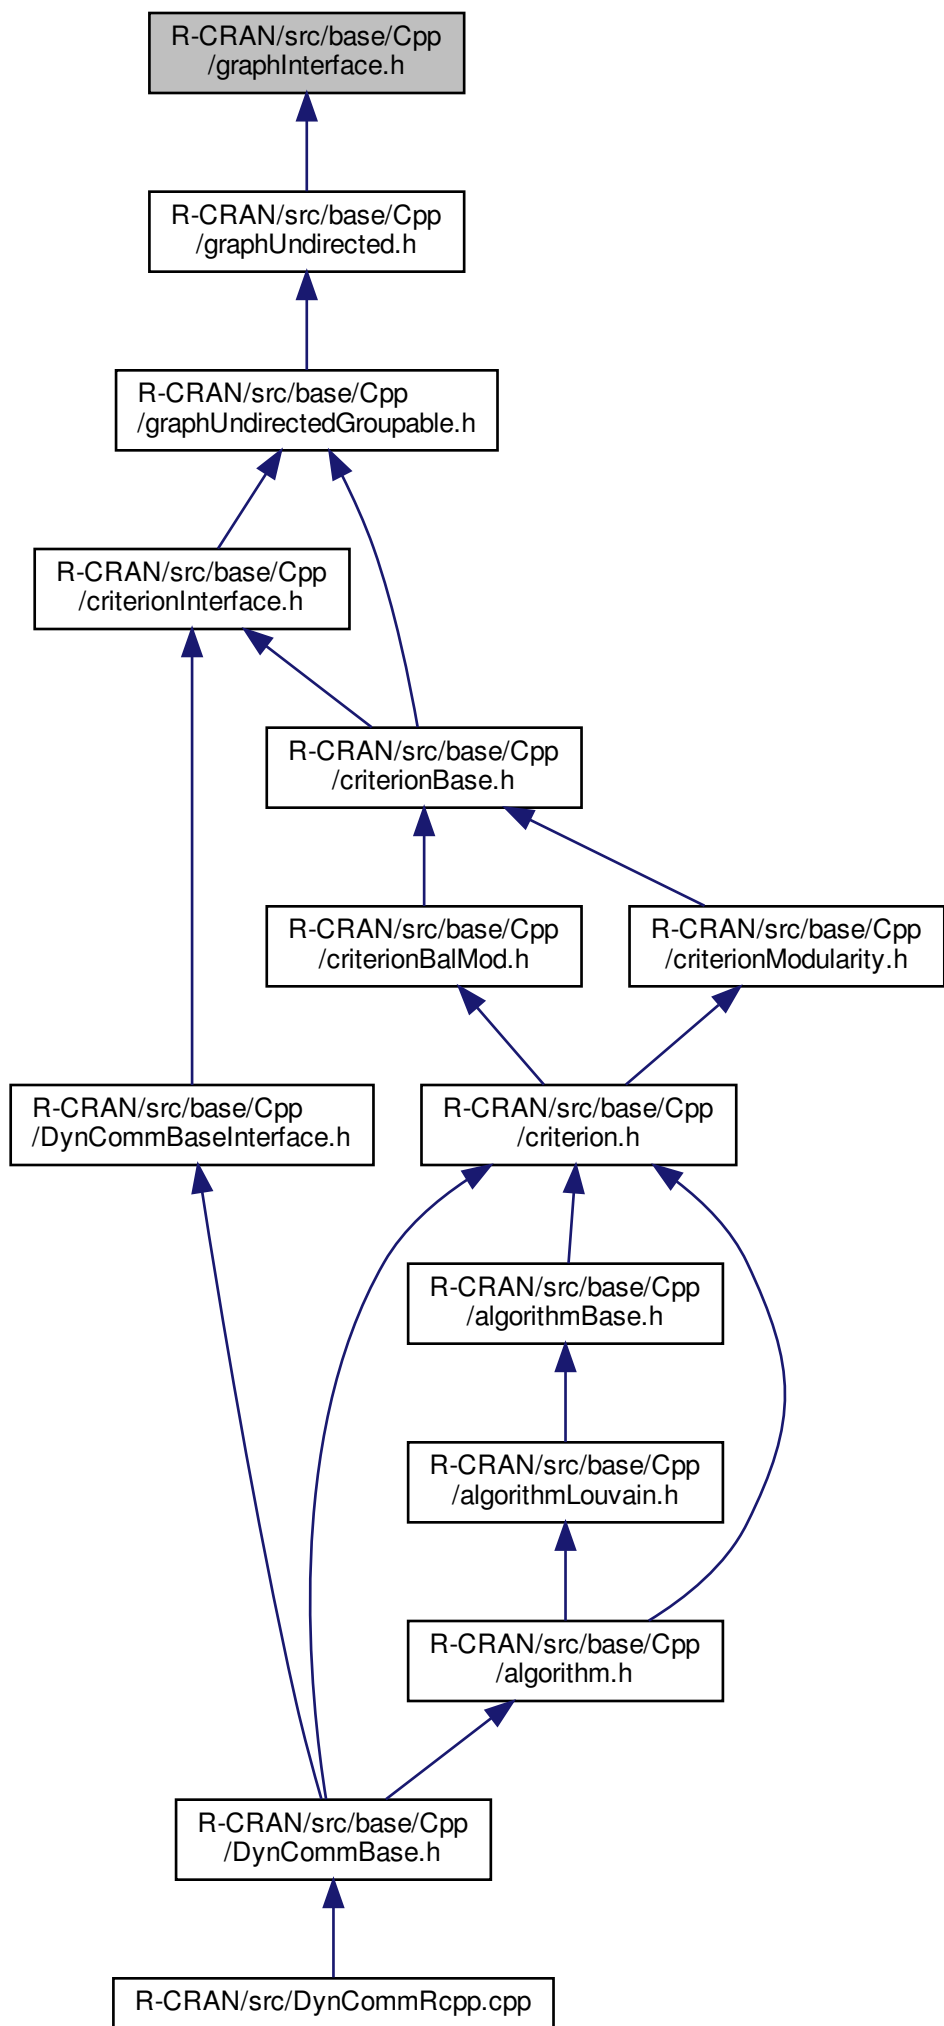 R-CRAN/src/base/Cpp
/graphInterface.h
R-CRAN/src/base/Cpp
/graphUndirected.h
R-CRAN/src/base/Cpp
/graphUndirectedGroupable.h
R-CRAN/src/base/Cpp
/criterionInterface.h
R-CRAN/src/base/Cpp
/criterionBase.h
R-CRAN/src/base/Cpp
/criterionBalMod.h
R-CRAN/src/base/Cpp
/criterionModularity.h
R-CRAN/src/base/Cpp
/DynCommBaseInterface.h
R-CRAN/src/base/Cpp
/criterion.h
R-CRAN/src/base/Cpp
/algorithmBase.h
R-CRAN/src/base/Cpp
/algorithmLouvain.h
R-CRAN/src/base/Cpp
/algorithm.h
R-CRAN/src/base/Cpp
/DynCommBase.h
R-CRAN/src/DynCommRcpp.cpp